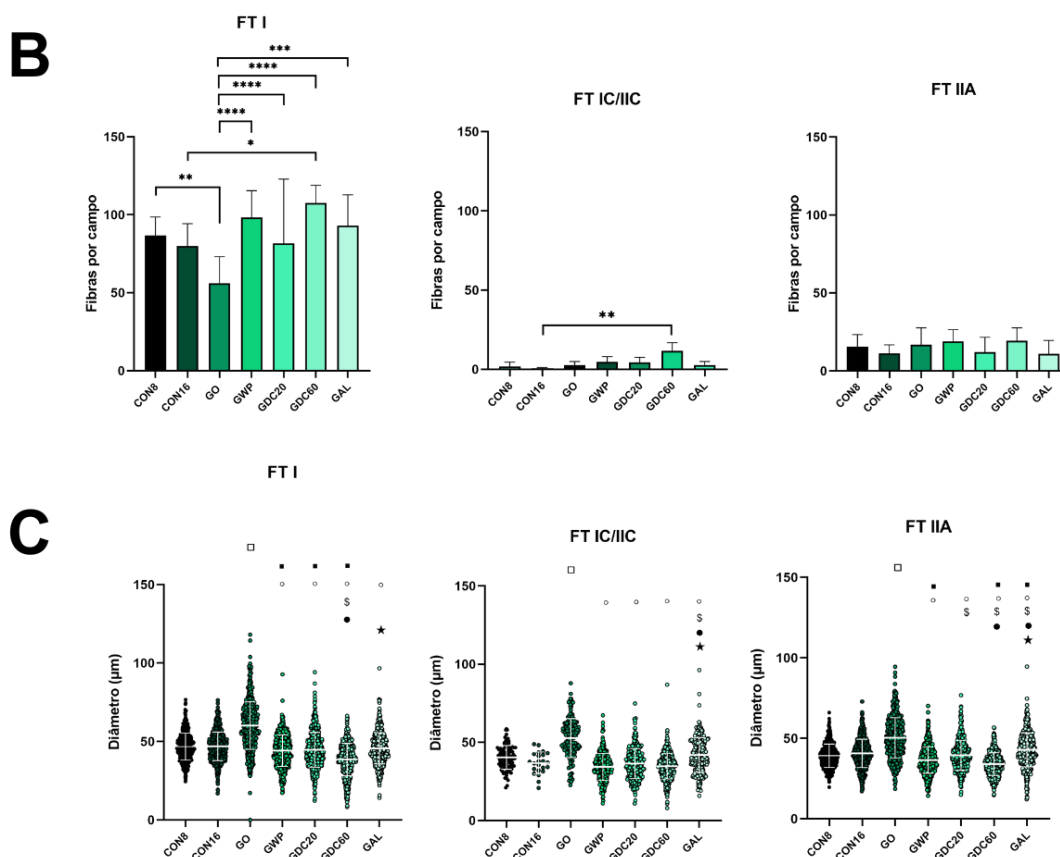 B
FT I
FT IC/IIC
FT IIA
***
****
****
****
*
**
**
Fibras por campo
150
100
50
0
CON8
CON16
GO
GWP
GDC20
GDC60
GAL
Fibras por campo
150
100
50
0
CON8
CON16
GO
GWP
GDC20
GDC60
GAL
Fibras por campo
150
100
50
0
CON8
CON16
GO
GWP
GDC20
GDC60
GAL
C
FT I
FT IC/IIC
FT IIA
Diâmetro (µm)
150
100
50
0
$
CON8
CON16
GO
GWP
GDC20
GDC60
GAL
Diâmetro (µm)
150
100
50
0
$
CON8
CON16
GO
GWP
GDC20
GDC60
GAL
Diâmetro (µm)
150
100
50
0
$
$
$
CON8
CON16
GO
GWP
GDC20
GDC60
GAL